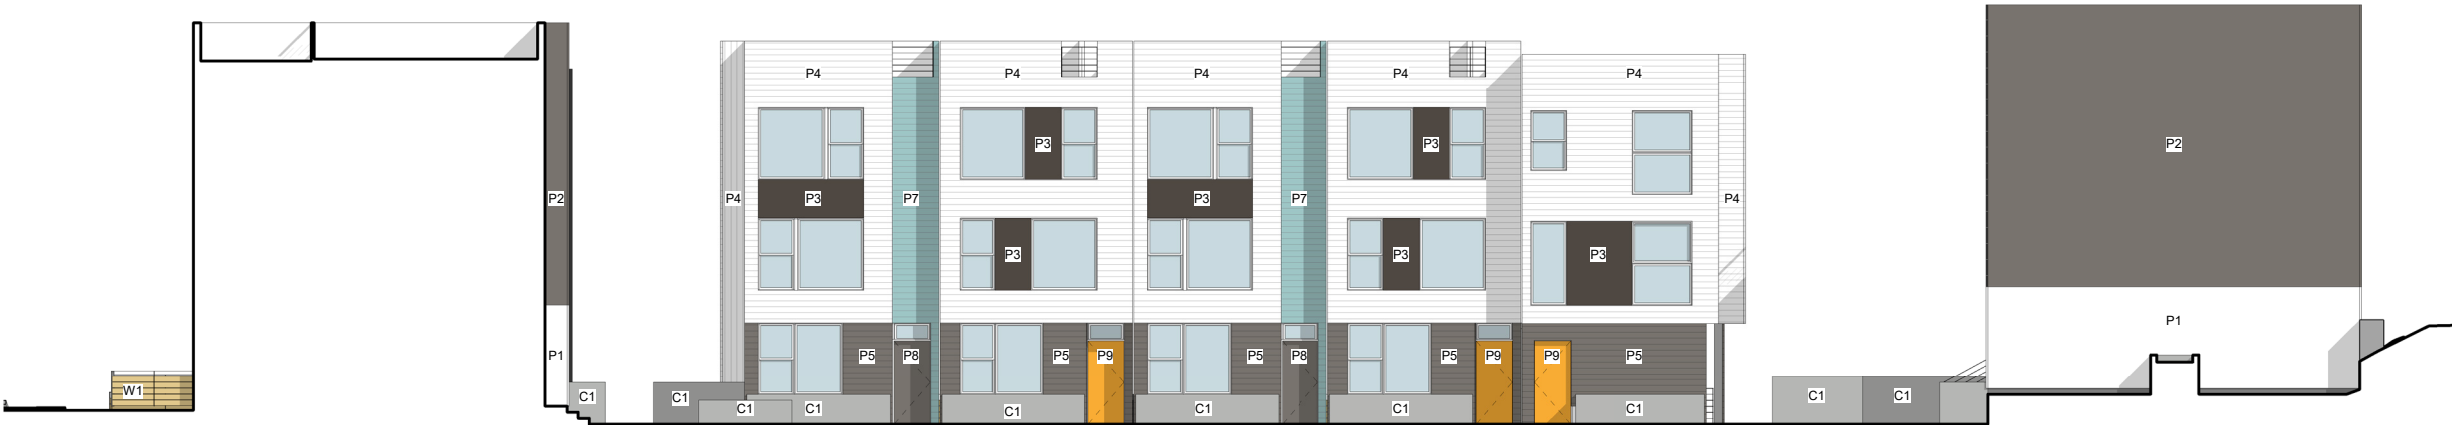 P4 P4 P4 P4 P4
P3 P3 P2
P2 P4 P3 P7 P3 P7 P4
P3 P3 P3
P1
P1 P5 P8 P5 P9 P5 P8 P5 P9 P9 P5
W1 C1 C1 C1 C1
C1 C1 C1 C1 C1 C1